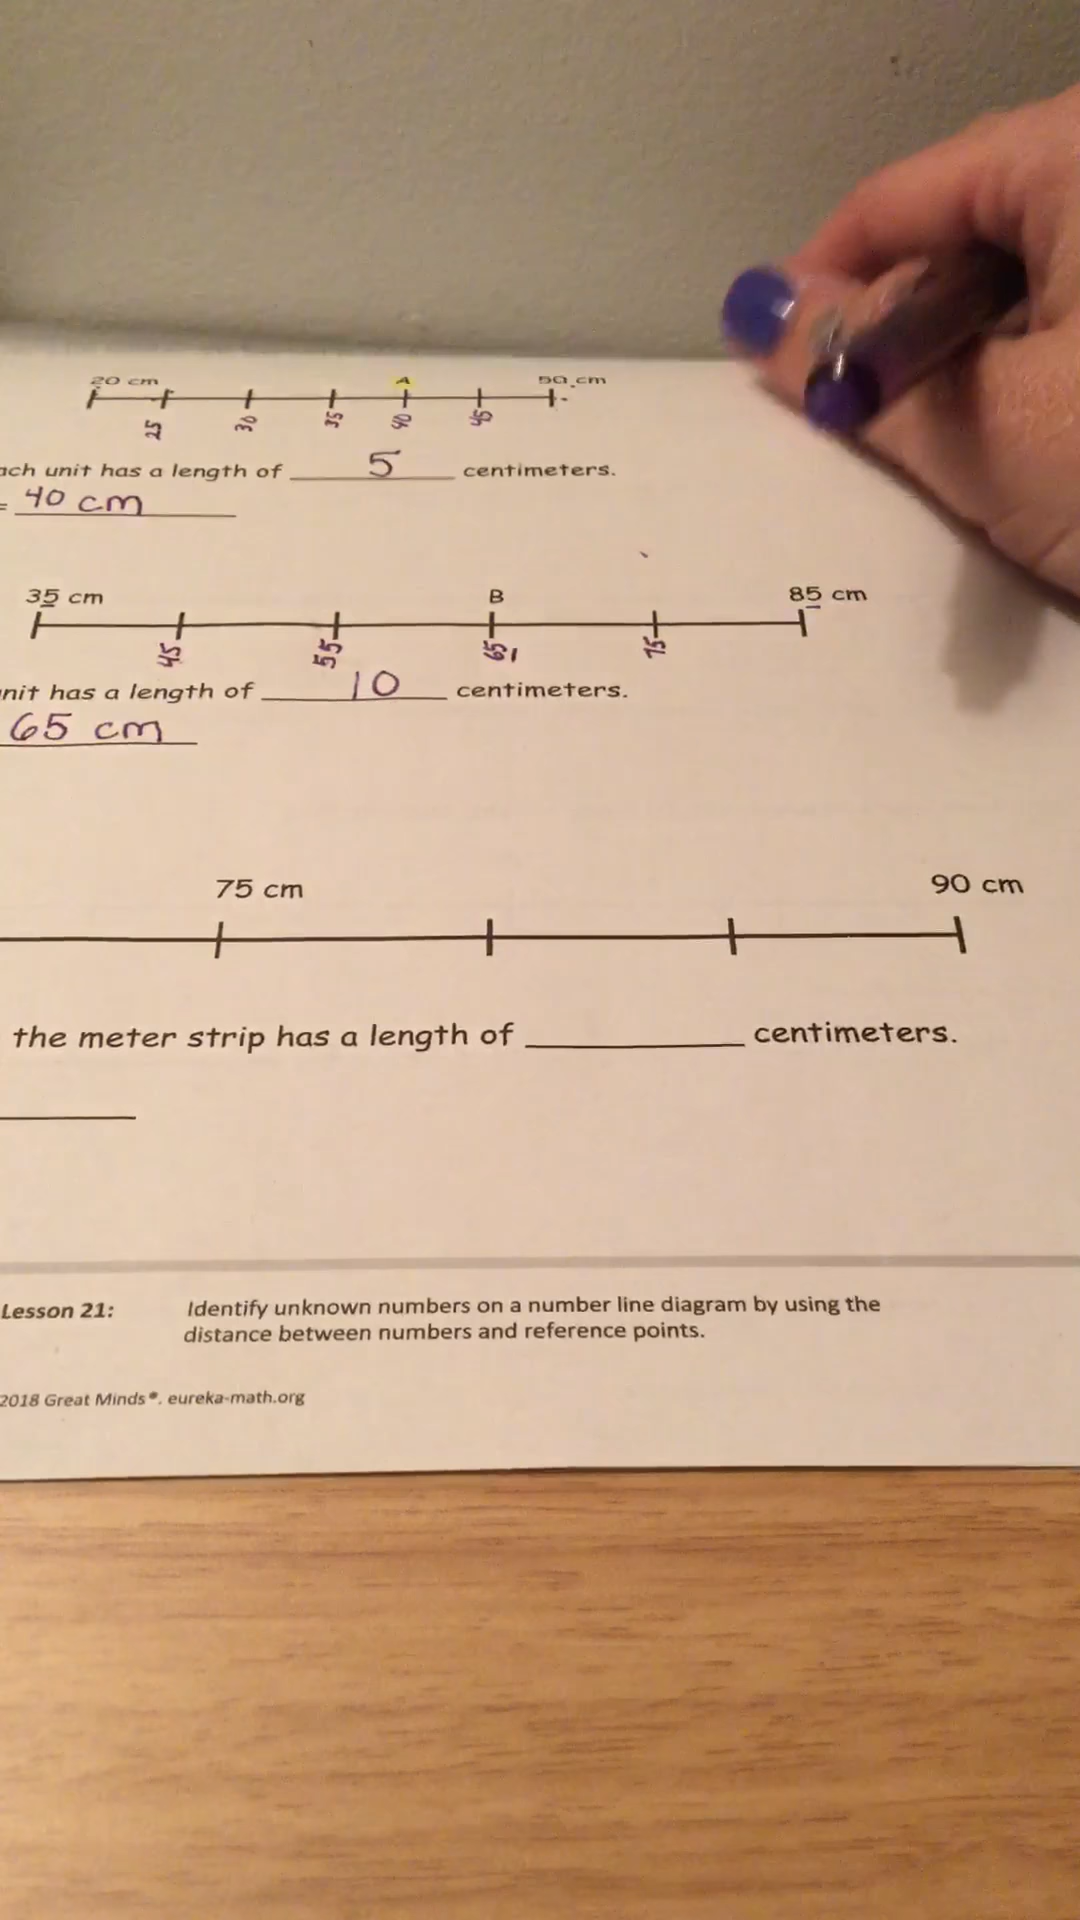 20 cm A 50 cm
25 30 35 40 45
ach unit has a length of 5 centimeters.
= 40 cm
35 cm B 85 cm
45 55 65 75
nit has a length of 10 centimeters.
65 cm
75 cm 90 cm
the meter strip has a length of __________ centimeters.
Lesson 21: Identify unknown numbers on a number line diagram by using the
distance between numbers and reference points.
2018 Great Minds®. eureka-math.org